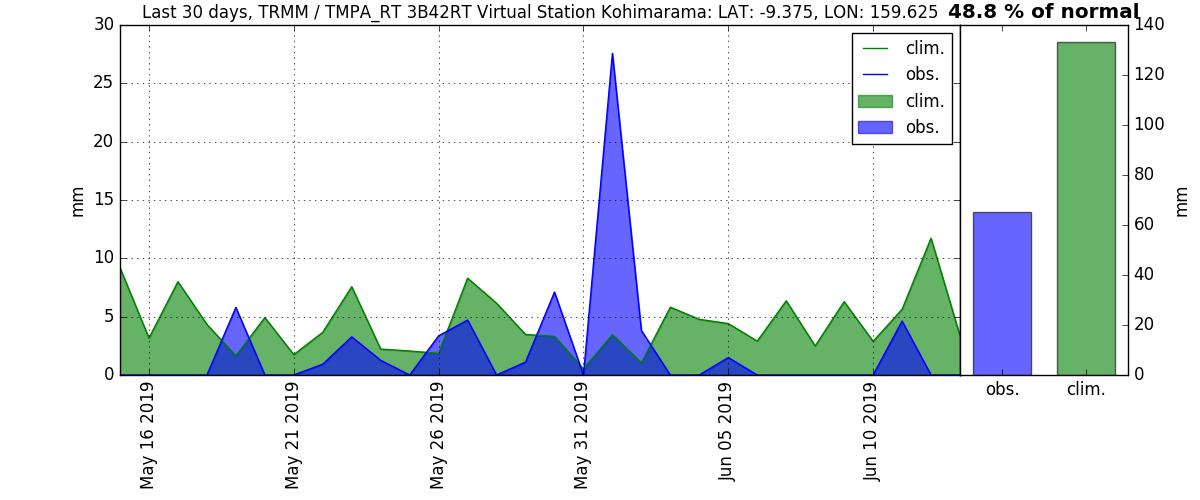 Last 30 days, TRMM / TMPA_RT 3B42RT Virtual Station Kohimarama: LAT: -9.375, LON: 159.625
48.8 % of normal
30
25
20
15
10
5
0
mm
clim.
obs.
clim.
obs.
May 16 2019
May 21 2019
May 26 2019
May 31 2019
Jun 05 2019
Jun 10 2019
140
120
100
80
60
40
20
0
mm
obs.
clim.